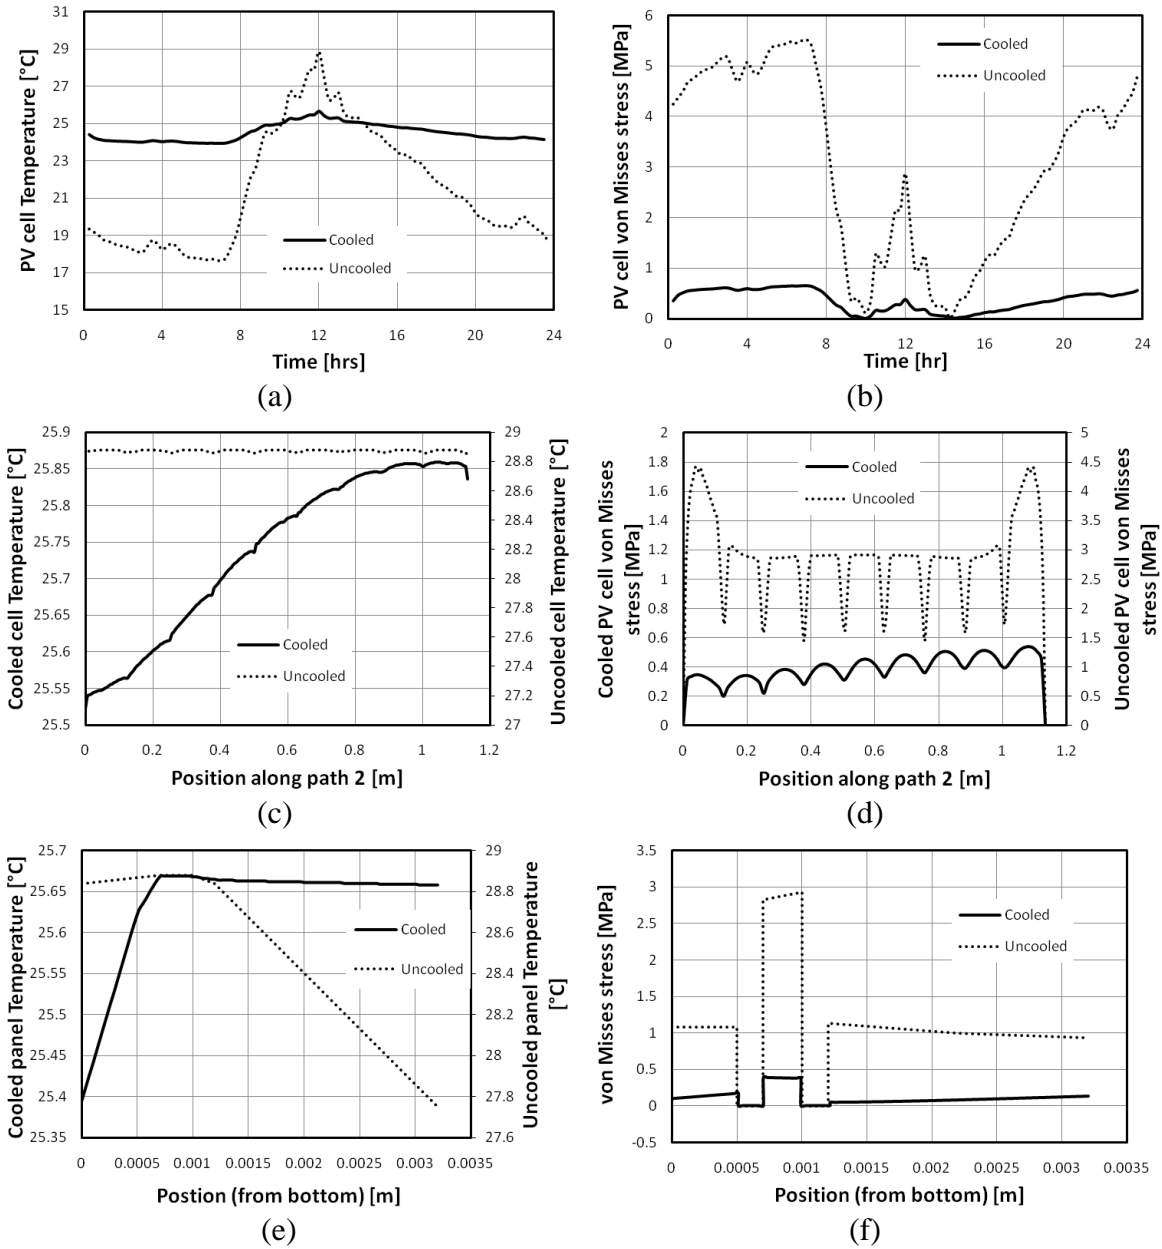 PV cell Temperature [°C]
31
29
27
25
23
21
19
17
15
Cooled
Uncooled
0 4 8 12 16 20 24
Time [hrs]
(a)
PV cell von Misses stress [MPa]
6
5
4
3
2
1
0
Cooled
Uncooled
0 4 8 12 16 20 24
Time [hr]
(b)
Cooled cell Temperature [°C]
25.9
25.85
25.8
25.75
25.7
25.65
25.6
25.55
25.5
Cooled
Uncooled
29
28.8
28.6
28.4
28.2
28
27.8
27.6
27.4
27.2
27
Uncooled cell Temperature [°C]
0 0.2 0.4 0.6 0.8 1 1.2
Position along path 2 [m]
(c)
Cooled PV cell von Misses
stress [MPa]
2
1.8
1.6
1.4
1.2
1
0.8
0.6
0.4
0.2
0
Cooled
Uncooled
5
4.5
4
3.5
3
2.5
2
1.5
1
0.5
0
Uncooled PV cell von Misses
stress [MPa]
0 0.2 0.4 0.6 0.8 1 1.2
Position along path 2 [m]
(d)
Cooled panel Temperature [°C]
25.7
25.65
25.6
25.55
25.5
25.45
25.4
25.35
Cooled
Uncooled
29
28.8
28.6
28.4
28.2
28
27.8
27.6
Uncooled panel Temperature
[°C]
0 0.0005 0.001 0.0015 0.002 0.0025 0.003 0.0035
Postion (from bottom) [m]
(e)
von Misses stress [MPa]
3.5
3
2.5
2
1.5
1
0.5
0
-0.5
Cooled
Uncooled
0 0.0005 0.001 0.0015 0.002 0.0025 0.003 0.0035
Position (from bottom) [m]
(f)